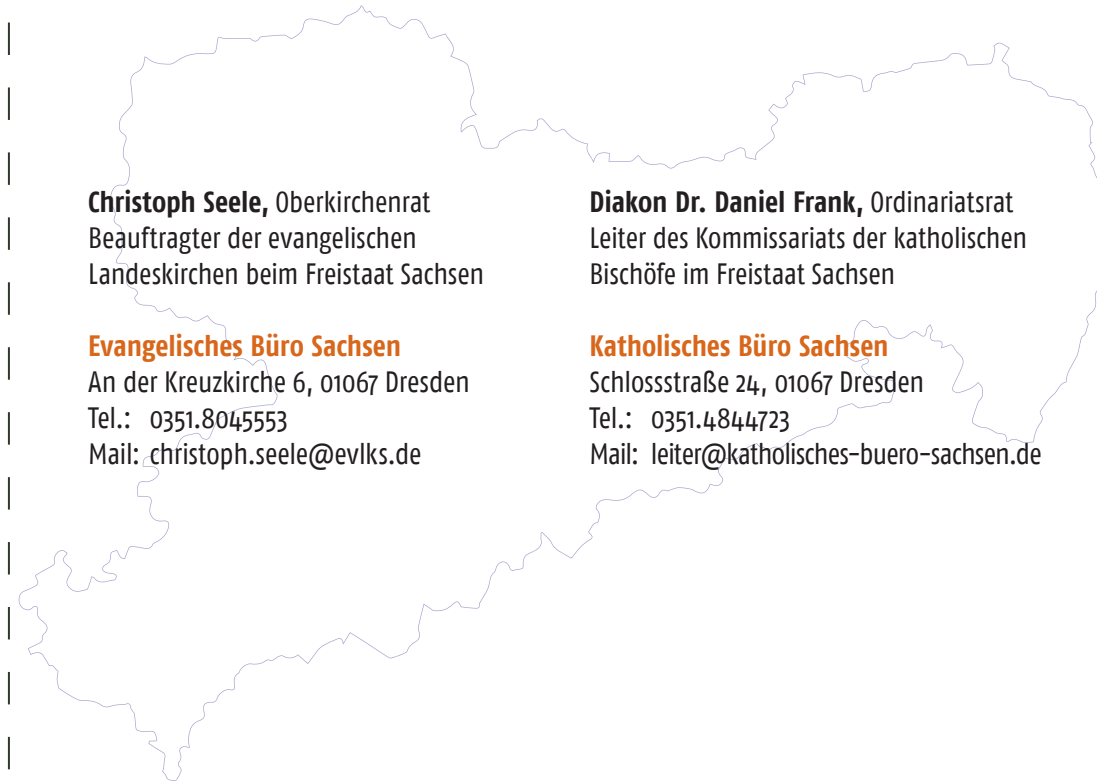 Christoph Seele, Oberkirchenrat
Beauftragter der evangelischen
Landeskirchen beim Freistaat Sachsen
Evangelisches Büro Sachsen
An der Kreuzkirche 6, 01067 Dresden
Tel.: 0351.8045553
Mail: christoph.seele@evlks.de
Diakon Dr. Daniel Frank, Ordinariatsrat
Leiter des Kommissariats der katholischen
Bischöfe im Freistaat Sachsen
Katholisches Büro Sachsen
Schlossstraße 24, 01067 Dresden
Tel.: 0351.4844723
Mail: leiter@katholisches-buero-sachsen.de